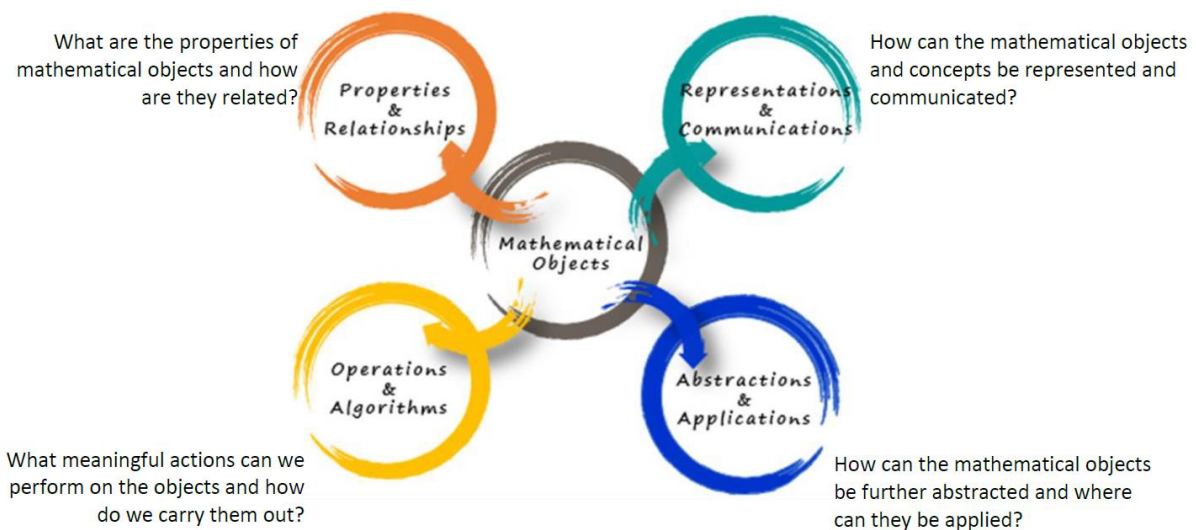 What are the properties of
mathematical objects and how
are they related?
Properties
&
Relationships
Representations
&
Communications
How can the mathematical objects
and concepts be represented and
communicated?
Mathematical
Objects
Operations
&
Algorithms
Abstractions
&
Applications
What meaningful actions can we
perform on the objects and how
do we carry them out?
How can the mathematical objects
be further abstracted and where
can they be applied?